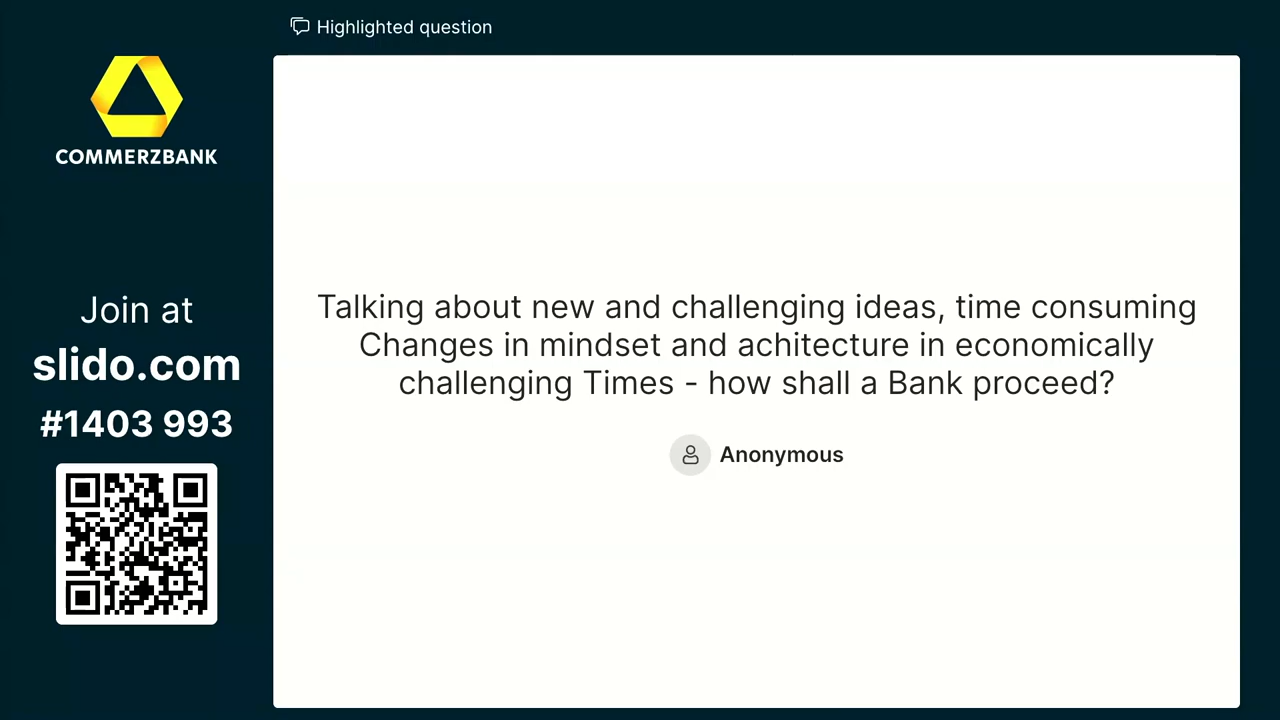 Highlighted question
COMMERZBANK
Join at
slido.com
#1403 993
Talking about new and challenging ideas, time consuming
Changes in mindset and achitecture in economically
challenging Times - how shall a Bank proceed?
Anonymous